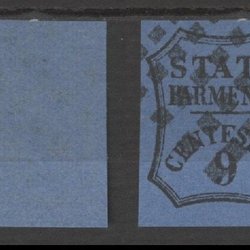 STAT
PARMEN
CENTES
9